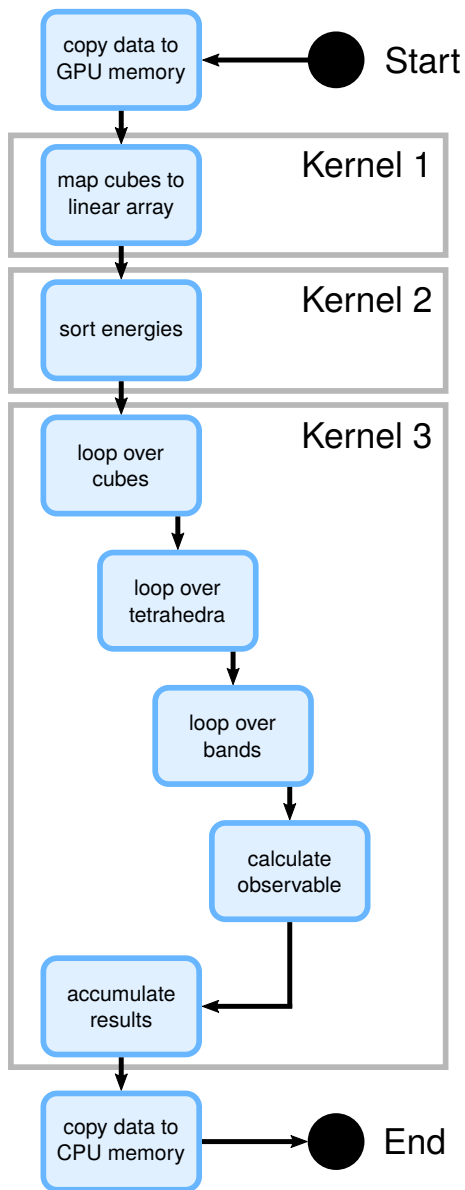 copy data to
GPU memory
Start
Kernel 1
map cubes to
linear array
Kernel 2
sort energies
Kernel 3
loop over
cubes
loop over
tetrahedra
loop over
bands
calculate
observable
accumulate
results
copy data to
CPU memory
End